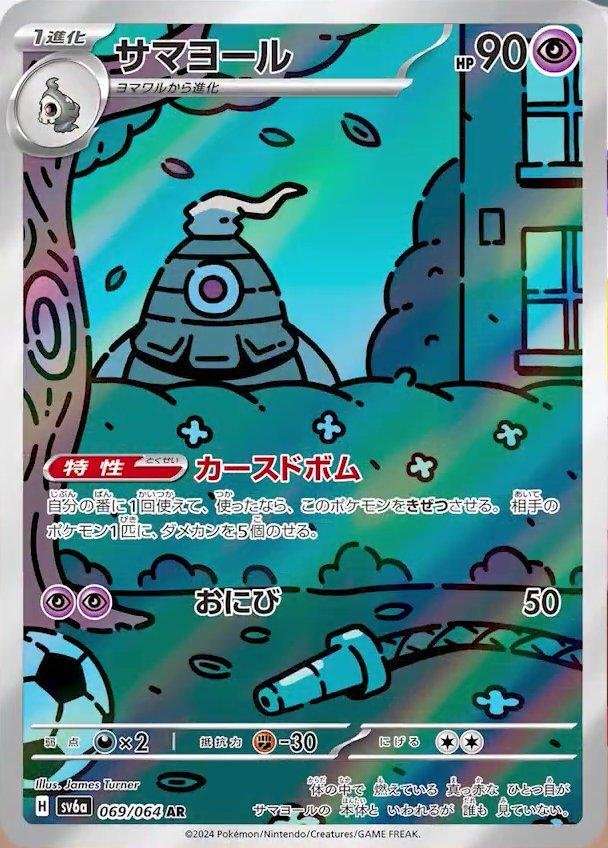 1進化
サマヨール
HP90
ヨマワルから進化
特性
とくせい
カースドボム
自分の番に1回使えて、使ったなら、このポケモンをきぜつさせる。相手の
ポケモン1匹に、ダメカンを5個のせる。
おにび 50
弱点 ×2 抵抗力 -30 にげる
Illus. James Turner
H sv6a 069/064 AR
体の中で 燃えている 真っ赤な ひとつ目が
サマヨールの 本体と いわれるが 誰も 見ていない。
©2024 Pokémon/Nintendo/Creatures/GAME FREAK.